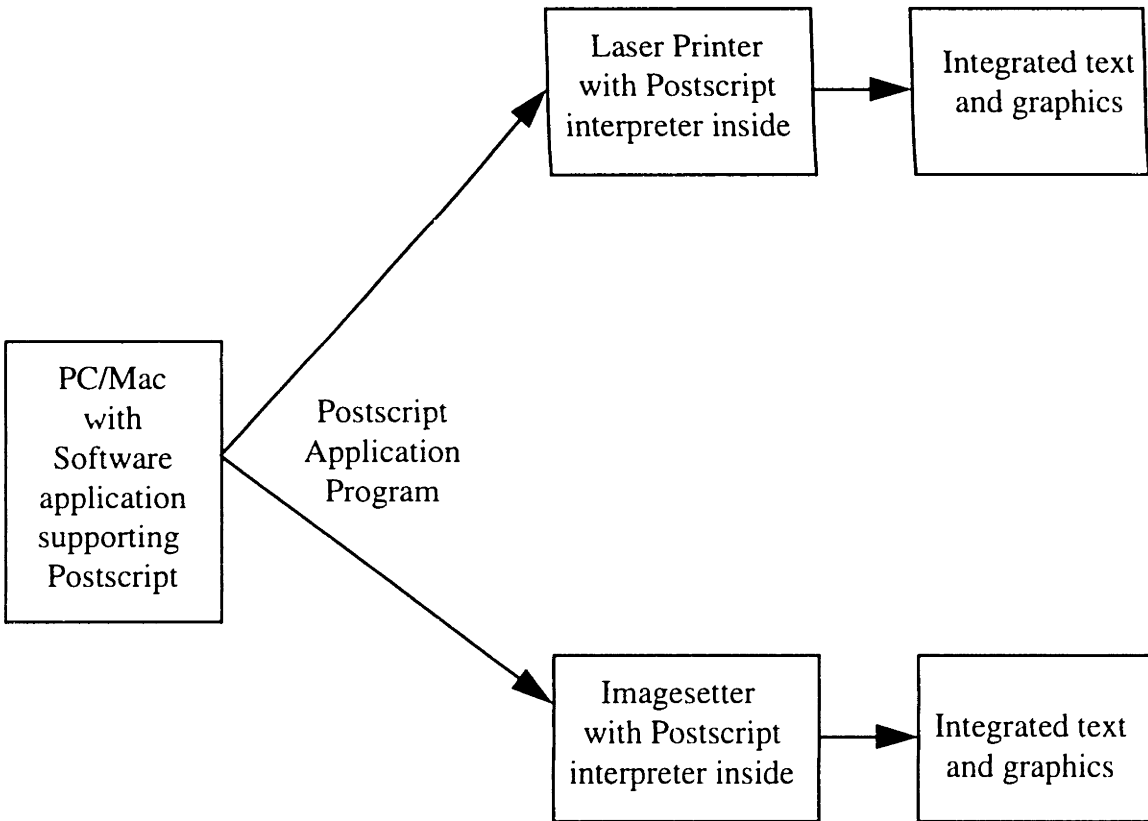 Laser Printer
with Postscript
interpreter inside
Integrated text
and graphics
PC/Mac
with
Software
application
supporting
Postscript
Postscript
Application
Program
Imagesetter
with Postscript
interpreter inside
Integrated text
and graphics